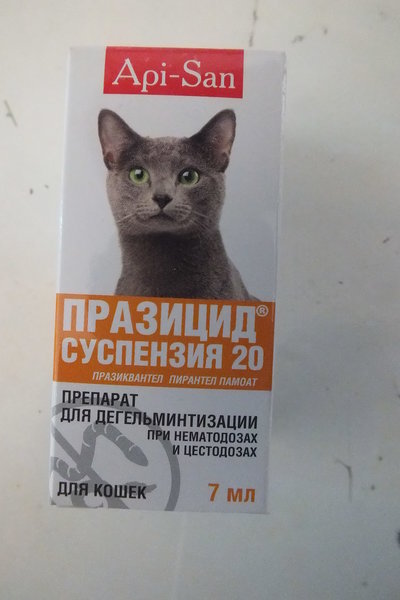 Api-San
ПРАЗИЦИД®
СУСПЕНЗИЯ 20
ПРАЗИКВАНТЕЛ ПИРАНТЕЛ ПАМОАТ
ПРЕПАРАТ
ДЛЯ ДЕГЕЛЬМИНТИЗАЦИИ
ПРИ НЕМАТОДОЗАХ
И ЦЕСТОДОЗАХ
ДЛЯ КОШЕК 7 мл